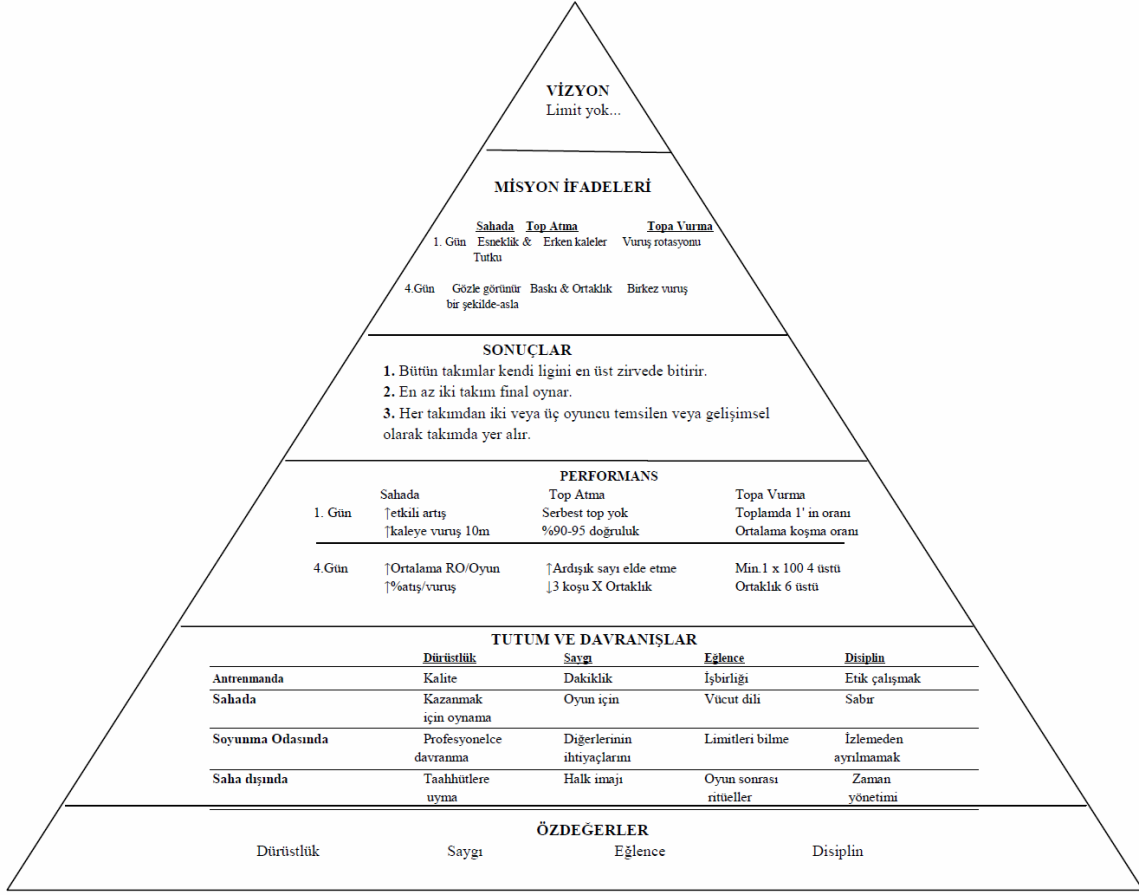 VİZYON
Limit yok...
MİSYON İFADELERİ
Sahada Top Atma Topa Vurma
1. Gün Esneklik & Erken kaleler Vuruş rotasyonu
Tutku
4.Gün Gözle görünür Baskı & Ortaklık Birkez vuruş
bir şekilde-asla
SONUÇLAR
1. Bütün takımlar kendi ligini en üst zirvede bitirir.
2. En az iki takım final oynar.
3. Her takımdan iki veya üç oyuncu temsilen veya gelişimsel
olarak takımda yer alır.
PERFORMANS
Sahada Top Atma Topa Vurma
1. Gün ↑etkili artış Serbest top yok Toplamda 1' in oranı
↑kaleye vuruş 10m %90-95 doğruluk Ortalama koşma oranı
4.Gün ↑Ortalama RO/Oyun ↑Ardışık sayı elde etme Min.1 x 100 4 üstü
↑%atış/vuruş ↓3 koşu X Ortaklık Ortaklık 6 üstü
TUTUM VE DAVRANIŞLAR
Dürüstlük Saygı Eğlence Disiplin
Antrenmanda Kalite Dakiklik İşbirliği Etik çalışmak
Sahada Kazanmak Oyun için Vücut dili Sabır
için oynama
Soyunma Odasında Profesyonelce Diğerlerinin Limitleri bilme İzlemeden
davranma ihtiyaçlarını ayrılmamak
Saha dışında Taahhütlere Halk imajı Oyun sonrası Zaman
uyma ritüeller yönetimi
ÖZDEĞERLER
Dürüstlük Saygı Eğlence Disiplin